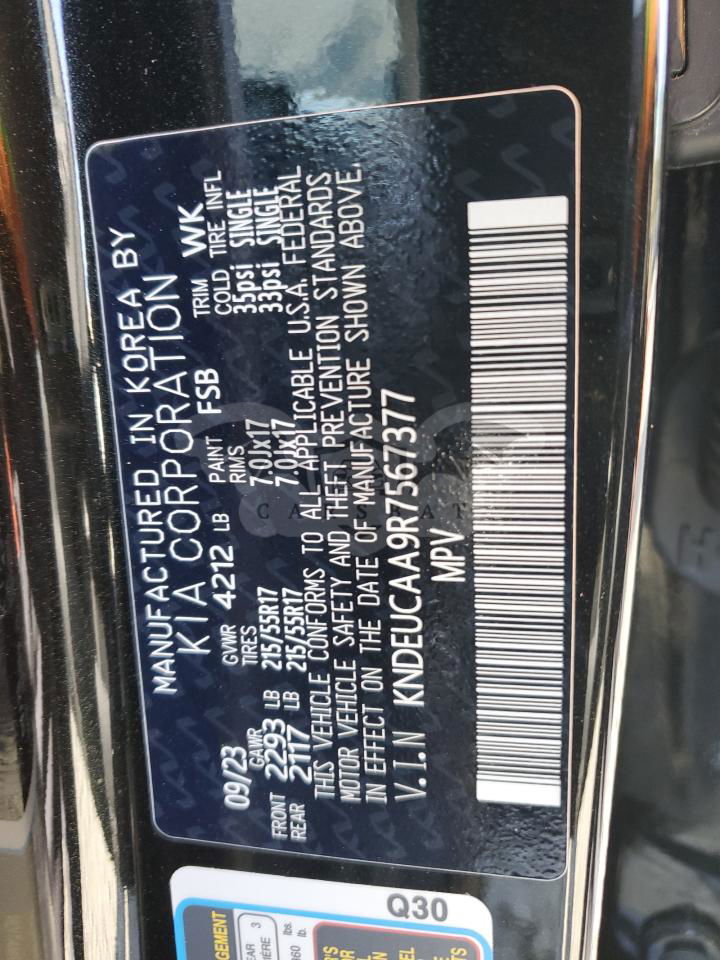 MANUFACTURED IN KOREA BY
KIA CORPORATION
09/23 GVWR 4212 LB PAINT FSB TRIM WK
GAWR TIRES RIMS COLD TIRE INFL
FRONT 2293 LB 215/55R17 7.0Jx17 35psi SINGLE
REAR 2117 LB 215/55R17 7.0Jx17 33psi SINGLE
THIS VEHICLE CONFORMS TO ALL APPLICABLE U.S.A. FEDERAL
MOTOR VEHICLE SAFETY AND THEFT PREVENTION STANDARDS
IN EFFECT ON THE DATE OF MANUFACTURE SHOWN ABOVE.
V.I.N KNDEUCAA9R7567377
MPV
Q30
3
lbs.